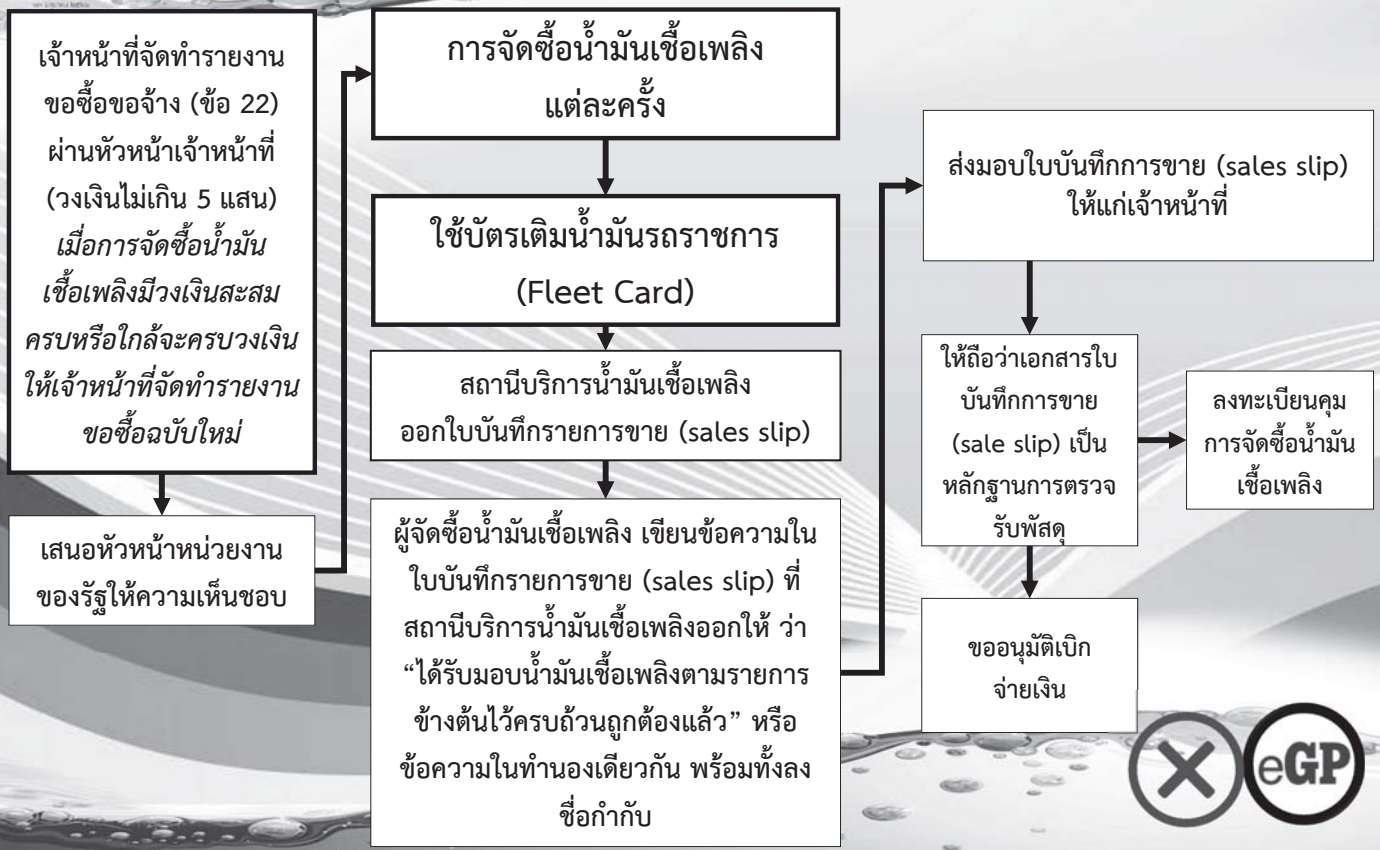 เจ้าหน้าที่จัดทำรายงาน
ขอซื้อขอจ้าง (ข้อ 22)
ผ่านหัวหน้าเจ้าหน้าที่
(วงเงินไม่เกิน 5 แสน)
เมื่อการจัดซื้อน้ำมัน
เชื้อเพลิงมีวงเงินสะสม
ครบหรือใกล้จะครบวงเงิน
ให้เจ้าหน้าที่จัดทำรายงาน
ขอซื้อฉบับใหม่
เสนอหัวหน้าหน่วยงาน
ของรัฐให้ความเห็นชอบ
การจัดซื้อน้ำมันเชื้อเพลิง
แต่ละครั้ง
ใช้บัตรเติมน้ำมันรถราชการ
(Fleet Card)
สถานีบริการน้ำมันเชื้อเพลิง
ออกใบบันทึกรายการขาย (sales slip)
ผู้จัดซื้อน้ำมันเชื้อเพลิง เขียนข้อความใน
ใบบันทึกรายการขาย (sales slip) ที่
สถานีบริการน้ำมันเชื้อเพลิงออกให้ ว่า
“ได้รับมอบน้ำมันเชื้อเพลิงตามรายการ
ข้างต้นไว้ครบถ้วนถูกต้องแล้ว” หรือ
ข้อความในทำนองเดียวกัน พร้อมทั้งลง
ชื่อกำกับ
ส่งมอบใบบันทึกการขาย (sales slip)
ให้แก่เจ้าหน้าที่
ให้ถือว่าเอกสารใบ
บันทึกการขาย
(sale slip) เป็น
หลักฐานการตรวจ
รับพัสดุ
ลงทะเบียนคุม
การจัดซื้อน้ำมัน
เชื้อเพลิง
ขออนุมัติเบิก
จ่ายเงิน
eGP